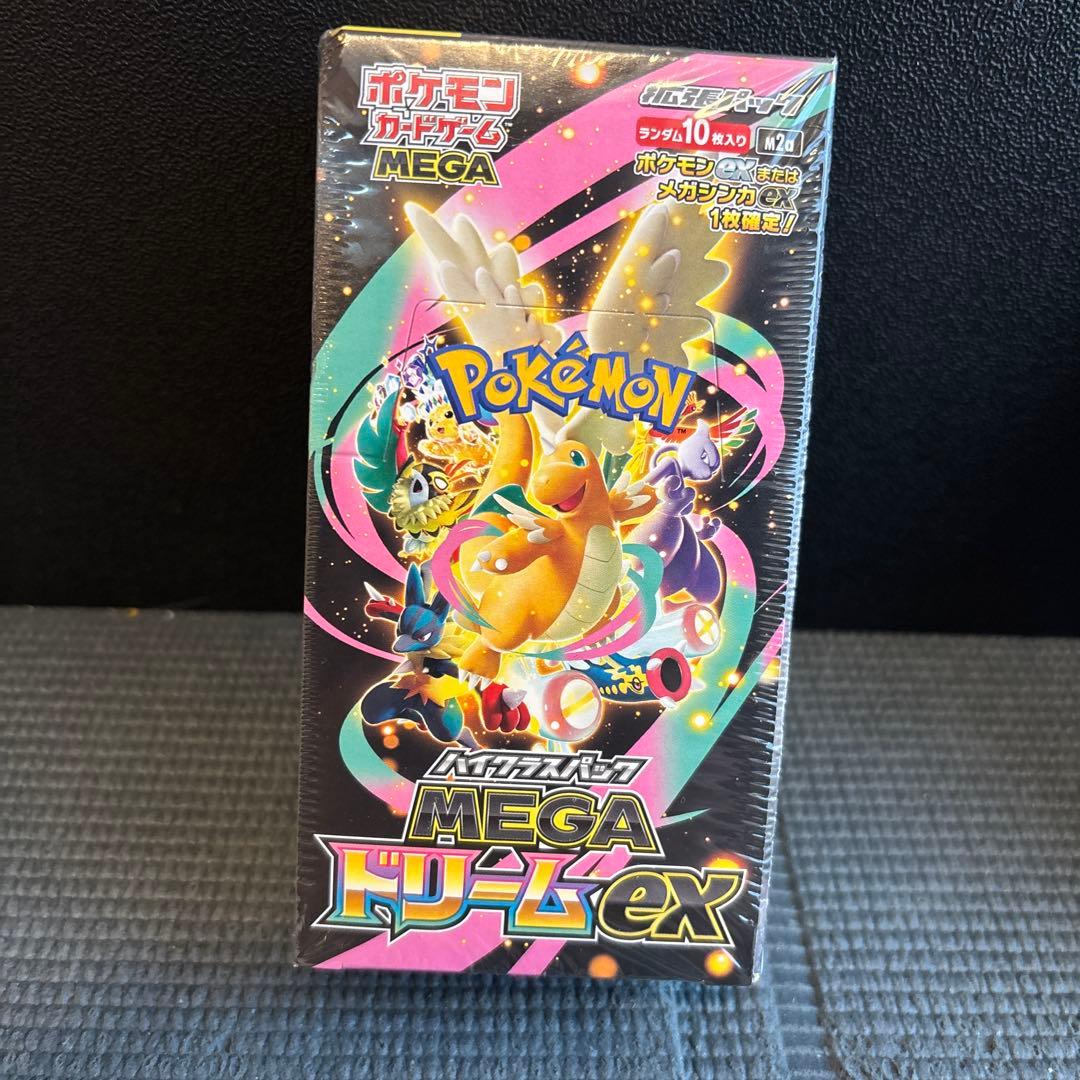 ポケモン
カードゲーム
MEGA
拡張パック
ランダム10枚入り M2a
ポケモンexまたは
メガシンカex
1枚確定!
POKÉMON
TM
ハイクラスパック
MEGA
ドリームex